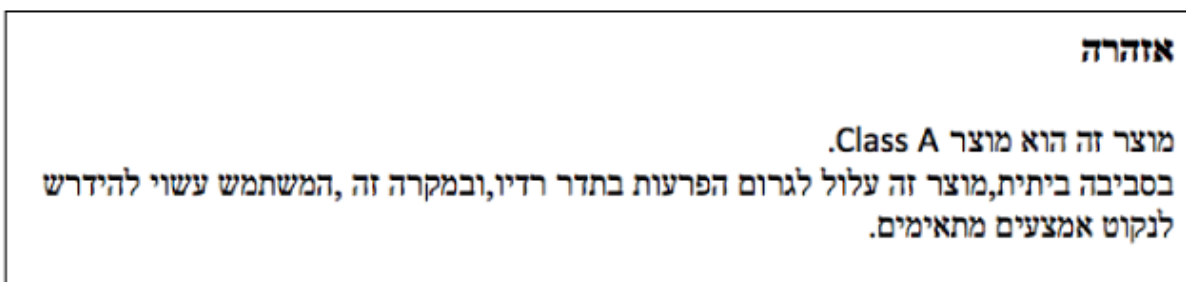 אזהרה
מוצר זה הוא מוצר Class A.
בסביבה ביתית,מוצר זה עלול לגרום הפרעות בתדר רדיו,ובמקרה זה ,המשתמש עשוי להידרש
לנקוט אמצעים מתאימים.